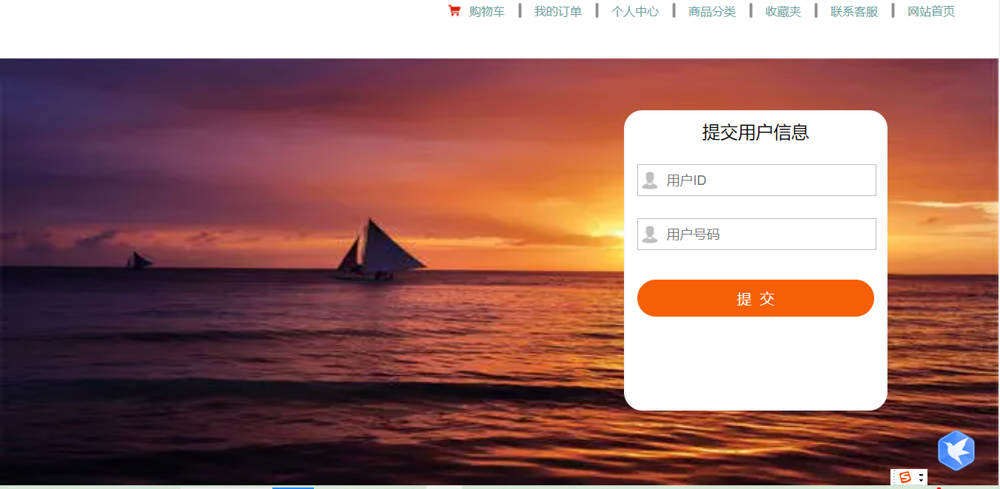 购物车 我的订单 个人中心 商品分类 收藏夹 联系客服 网站首页
提交用户信息
用户ID
用户号码
提 交
S